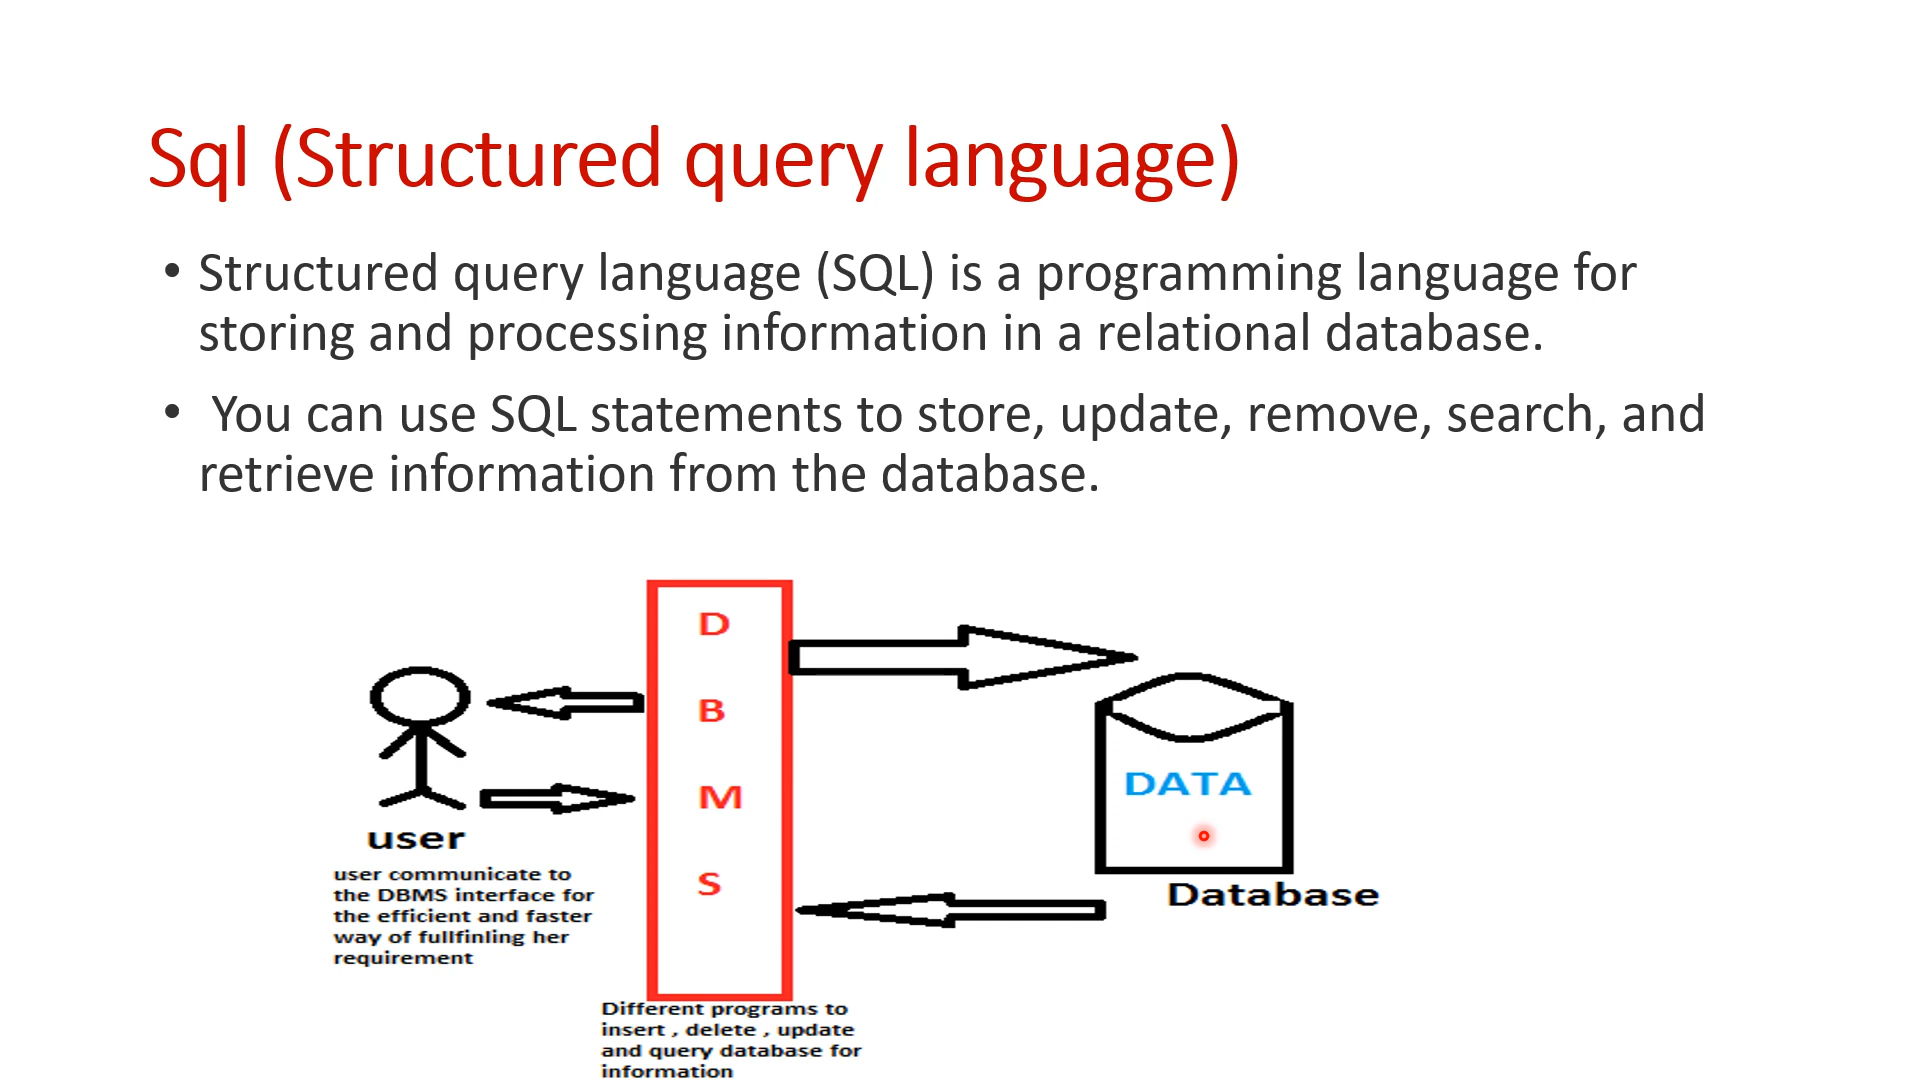 Sql (Structured query language)
• Structured query language (SQL) is a programming language for
storing and processing information in a relational database.
• You can use SQL statements to store, update, remove, search, and
retrieve information from the database.
D
B
M
S
DATA
user
Database
user communicate to
the DBMS interface for
the efficient and faster
way of fullfinling her
requirement
Different programs to
insert , delete , update
and query database for
information